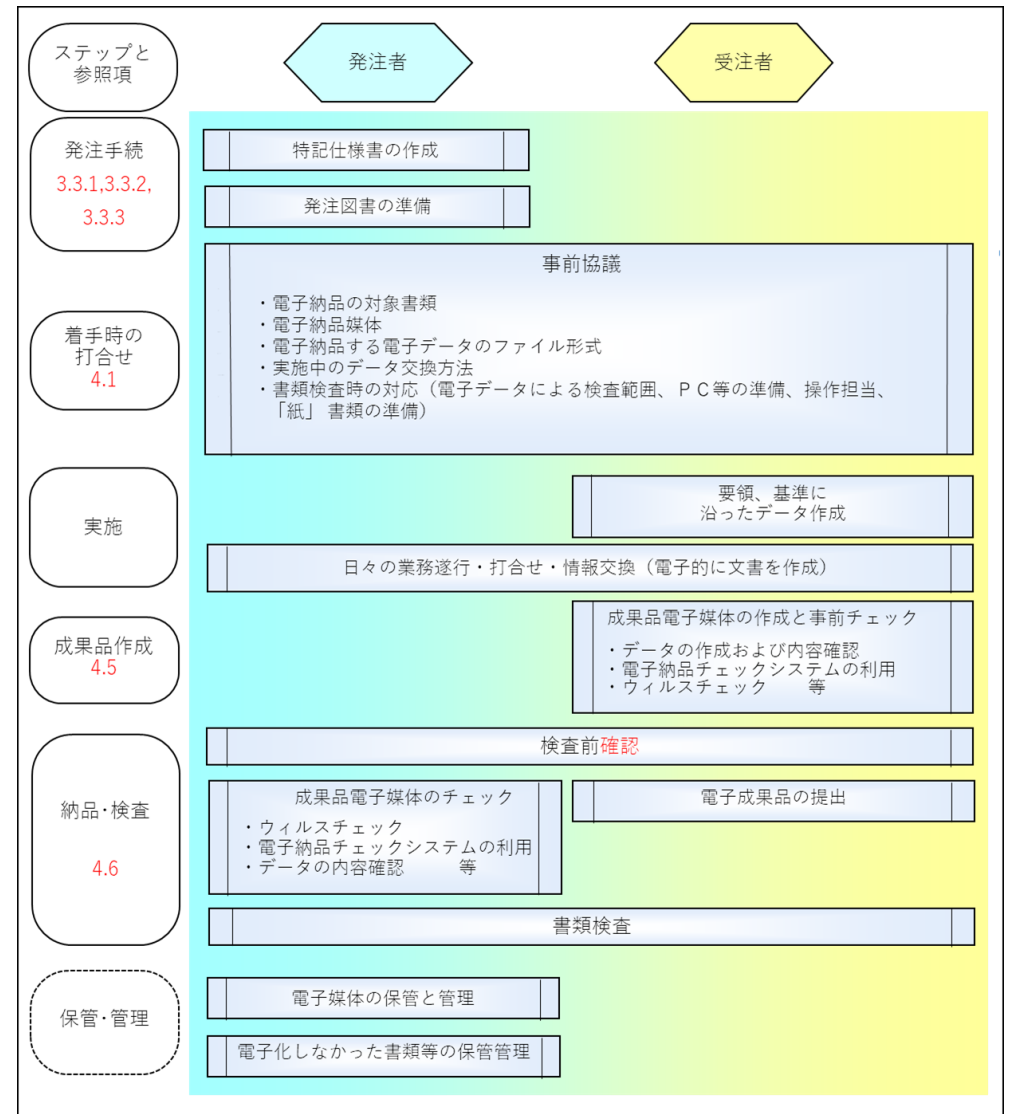 ステップと
参照項
発注者
受注者
発注手続
3.3.1,3.3.2,
3.3.3
特記仕様書の作成
発注図書の準備
着手時の
打合せ
4.1
事前協議
・電子納品の対象書類
・電子納品媒体
・電子納品する電子データのファイル形式
・実施中のデータ交換方法
・書類検査時の対応（電子データによる検査範囲、ＰＣ等の準備、操作担当、
「紙」 書類の準備）
実施
要領、基準に
沿ったデータ作成
日々の業務遂行・打合せ・情報交換（電子的に文書を作成）
成果品作成
4.5
成果品電子媒体の作成と事前チェック
・データの作成および内容確認
・電子納品チェックシステムの利用
・ウィルスチェック　　等
納品･検査
4.6
検査前確認
成果品電子媒体のチェック
・ウィルスチェック
・電子納品チェックシステムの利用
・データの内容確認　　　等
電子成果品の提出
書類検査
保管･管理
電子媒体の保管と管理
電子化しなかった書類等の保管管理